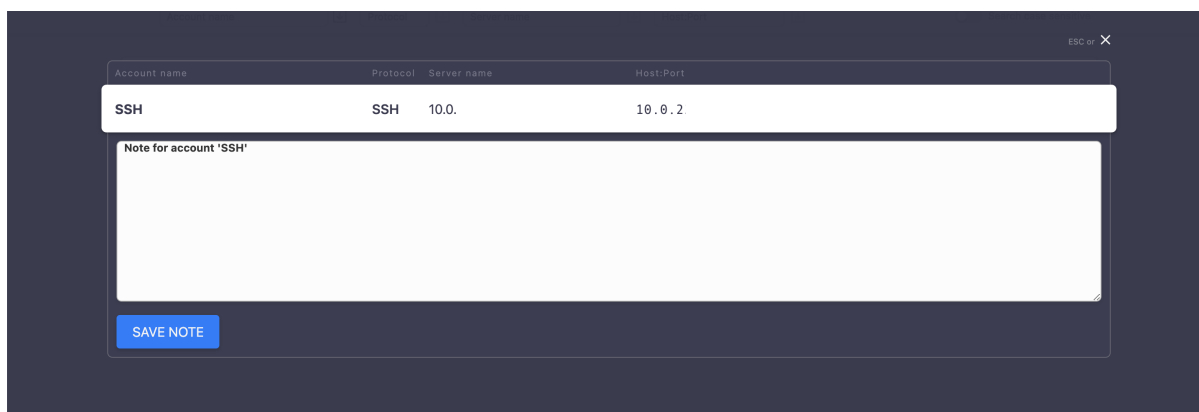 ESC or ✕
Account name Protocol Server name Host:Port
SSH SSH 10.0. 10.0.2
Note for account 'SSH'
SAVE NOTE